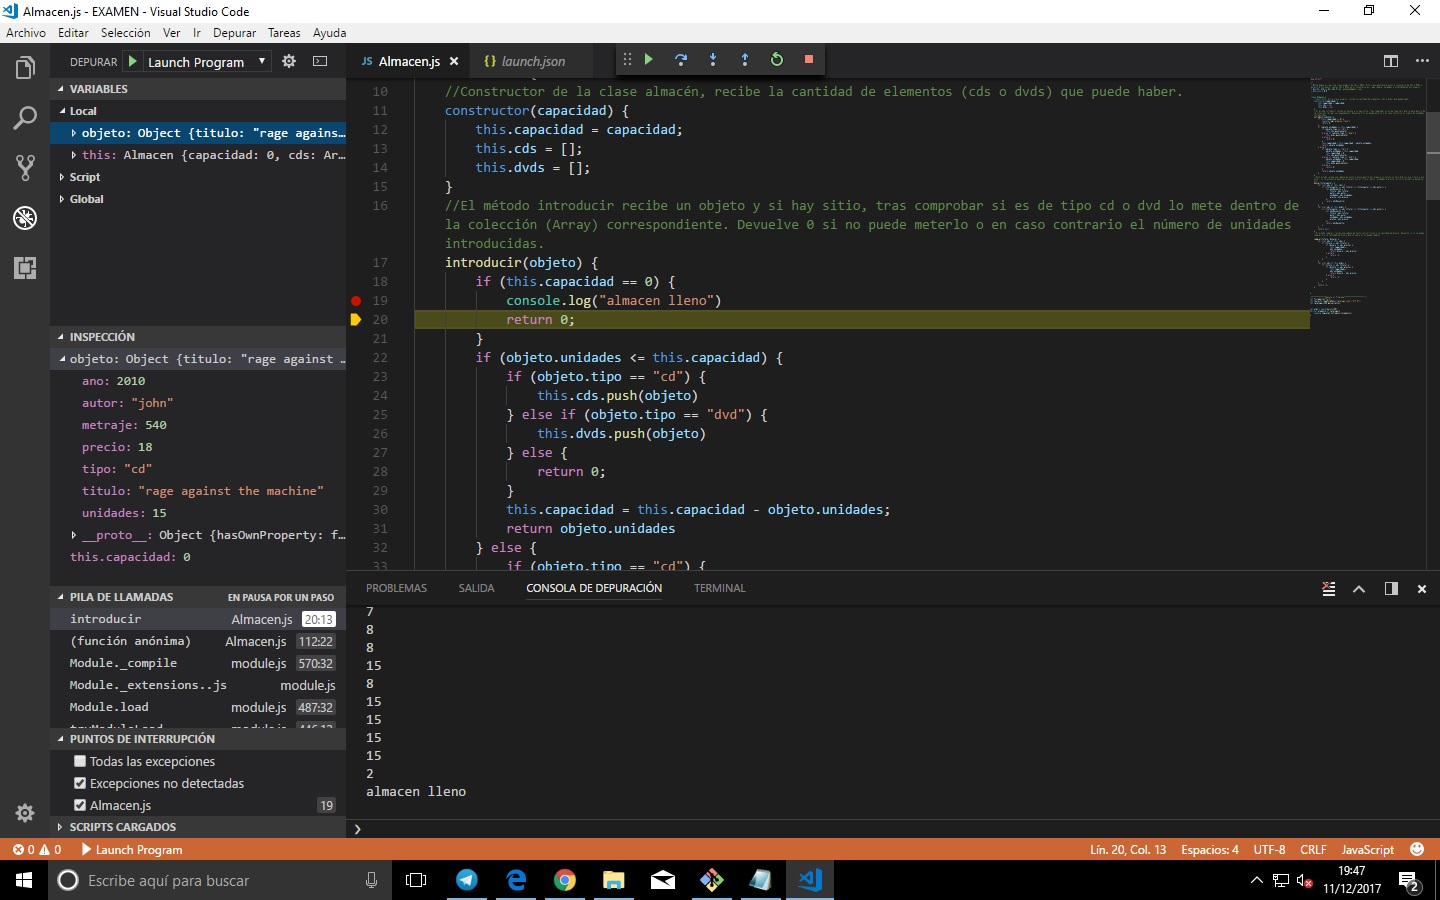 Almacen.js - EXAMEN - Visual Studio Code
Archivo Editar Selección Ver Ir Depurar Tareas Ayuda
DEPURAR Launch Program
JS Almacen.js
{} launch.json
VARIABLES
Local
objeto: Object {titulo: "rage agains…
this: Almacen {capacidad: 0, cds: Ar…
Script
Global
INSPECCIÓN
objeto: Object {titulo: "rage against …
ano: 2010
autor: "john"
metraje: 540
precio: 18
tipo: "cd"
titulo: "rage against the machine"
unidades: 15
__proto__: Object {hasOwnProperty: f…
this.capacidad: 0
PILA DE LLAMADAS EN PAUSA POR UN PASO
introducir Almacen.js 20:13
(función anónima) Almacen.js 112:22
Module._compile module.js 570:32
Module._extensions..js module.js
Module.load module.js 487:32
tryModuleLoad module.js 446:12
PUNTOS DE INTERRUPCIÓN
Todas las excepciones
Excepciones no detectadas
Almacen.js 19
SCRIPTS CARGADOS
10 //Constructor de la clase almacén, recibe la cantidad de elementos (cds o dvds) que puede haber.
11 constructor(capacidad) {
12 this.capacidad = capacidad;
13 this.cds = [];
14 this.dvds = [];
15 }
16 //El método introducir recibe un objeto y si hay sitio, tras comprobar si es de tipo cd o dvd lo mete dentro de
la colección (Array) correspondiente. Devuelve 0 si no puede meterlo o en caso contrario el número de unidades
introducidas.
17 introducir(objeto) {
18 if (this.capacidad == 0) {
19 console.log("almacen lleno")
20 return 0;
21 }
22 if (objeto.unidades <= this.capacidad) {
23 if (objeto.tipo == "cd") {
24 this.cds.push(objeto)
25 } else if (objeto.tipo == "dvd") {
26 this.dvds.push(objeto)
27 } else {
28 return 0;
29 }
30 this.capacidad = this.capacidad - objeto.unidades;
31 return objeto.unidades
32 } else {
33 if (objeto.tipo == "cd") {
PROBLEMAS SALIDA CONSOLA DE DEPURACIÓN TERMINAL
7
8
8
15
8
15
15
15
15
2
almacen lleno
0 0 Launch Program
Lín. 20, Col. 13 Espacios: 4 UTF-8 CRLF JavaScript
Escribe aquí para buscar
19:47
11/12/2017
2